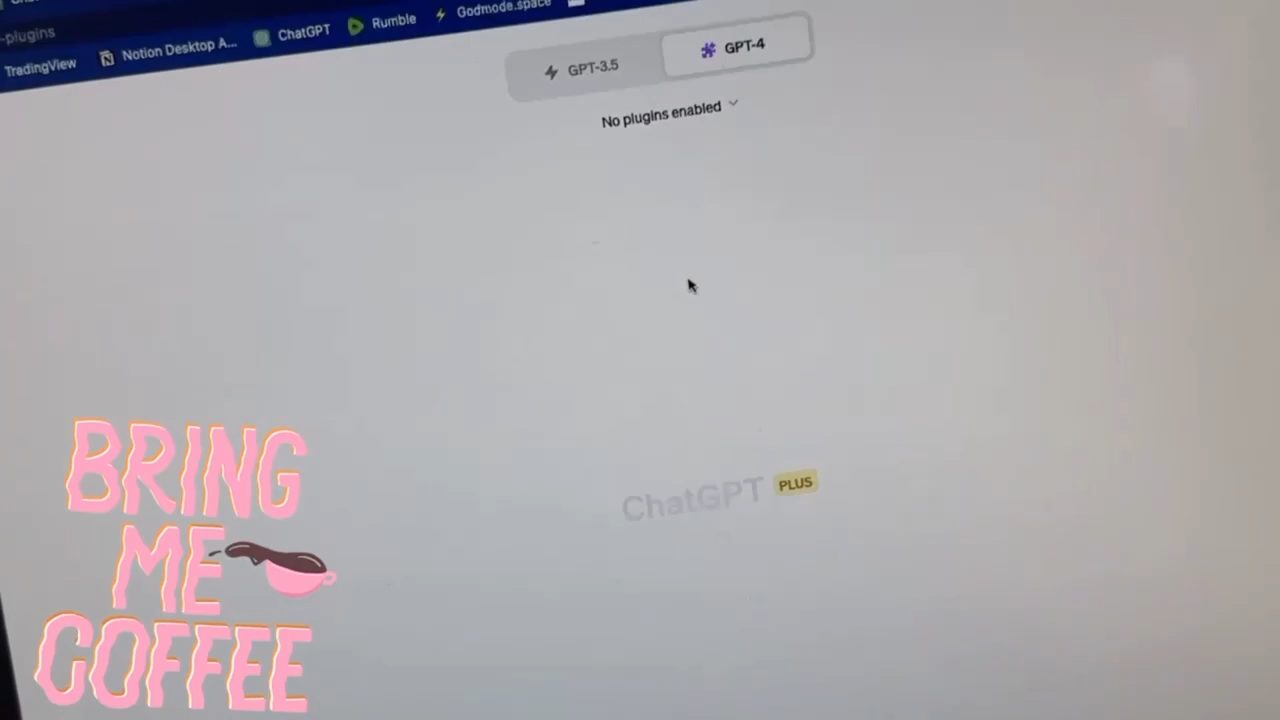 -plugins
TradingView
Notion Desktop A...
ChatGPT
Rumble
Godmode.space
GPT-3.5
GPT-4
No plugins enabled
ChatGPT PLUS
BRING
ME
COFFEE